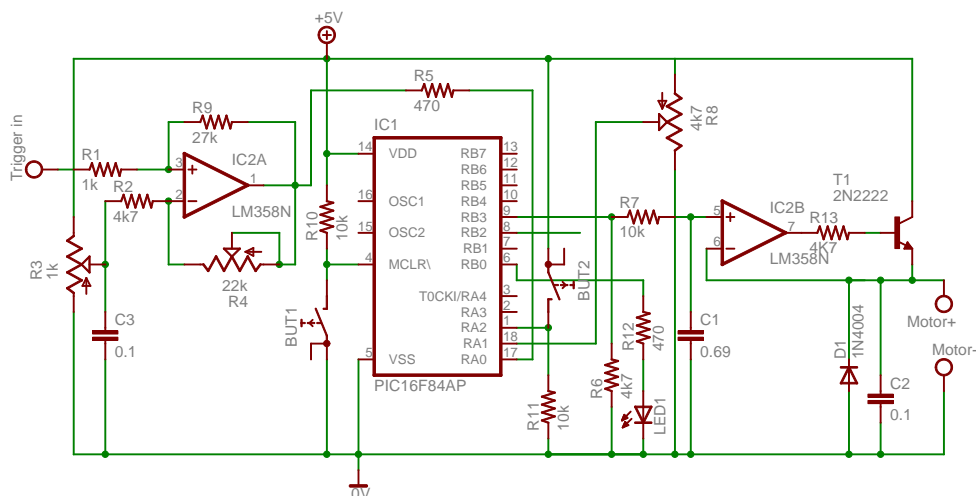 +5V
R5
470
R9
27k
IC1
4k7
R8
Trigger in
R1
1k
3
IC2A
1
2
LM358N
R2
4k7
14
VDD
RB7
13
RB6
12
16
OSC1
RB5
11
RB4
10
15
OSC2
RB3
9
RB2
8
RB1
7
4
MCLR\
RB0
6
T0CKI/RA4
3
RA3
2
RA2
1
RA1
18
5
VSS
RA0
17
PIC16F84AP
R10
10k
R7
10k
T1
2N2222
5
IC2B
7
6
LM358N
R13
4K7
R3
1k
22k
R4
BUT1
BUT2
C3
0.1
R12
470
C1
0.69
R6
4k7
LED1
R11
10k
D1
1N4004
C2
0.1
Motor+
Motor-
0V